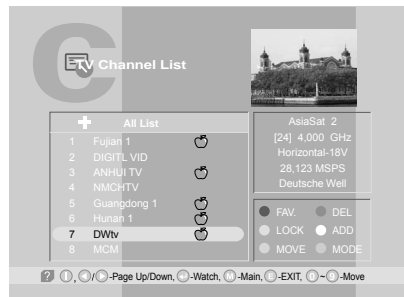 C
TV Channel List
All List
1 Fujian 1
2 DIGITL VID
3 ANHUI TV
4 NMCHTV
5 Guangdong 1
6 Hunan 1
7 DWtv
8 MCM
AsiaSat 2
[24] 4,000 GHz
Horizontal-18V
28,123 MSPS
Deutsche Well
FAV. DEL
LOCK ADD
MOVE MODE
? /-Page Up/Down, -Watch, M-Main, E-EXIT, 0~9-Move